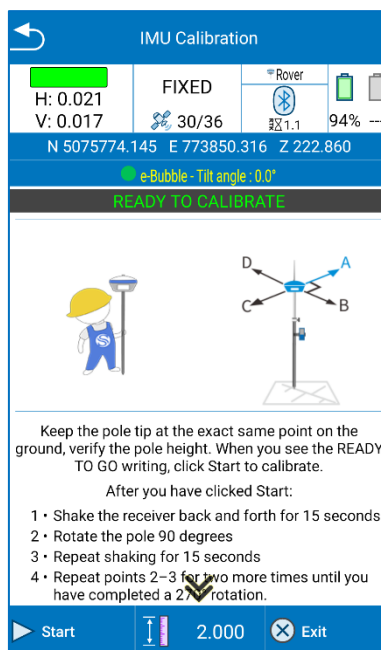 IMU Calibration
H: 0.021
V: 0.017
FIXED
30/36
Rover
1.1
94%
--
N 5075774.145 E 773850.316 Z 222.860
e-Bubble - Tilt angle : 0.0°
READY TO CALIBRATE
D
A
C
B
S
Keep the pole tip at the exact same point on the
ground, verify the pole height. When you see the READY
TO GO writing, click Start to calibrate.
After you have clicked Start:
1 • Shake the receiver back and forth for 15 seconds
2 • Rotate the pole 90 degrees
3 • Repeat shaking for 15 seconds
4 • Repeat points 2–3 for two more times until you
have completed a 270° rotation.
Start
2.000
Exit